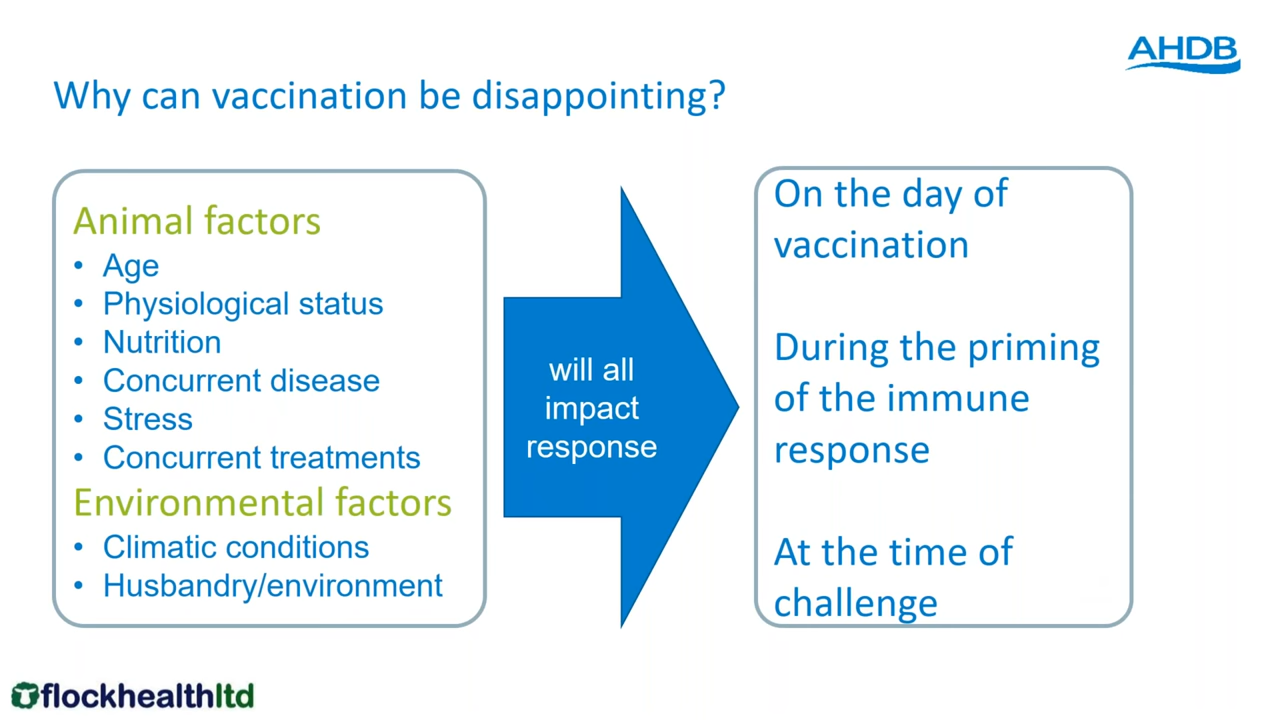 AHDB
Why can vaccination be disappointing?
Animal factors
• Age
• Physiological status
• Nutrition
• Concurrent disease
• Stress
• Concurrent treatments
Environmental factors
• Climatic conditions
• Husbandry/environment
will all
impact
response
On the day of
vaccination
During the priming
of the immune
response
At the time of
challenge
flockhealthltd